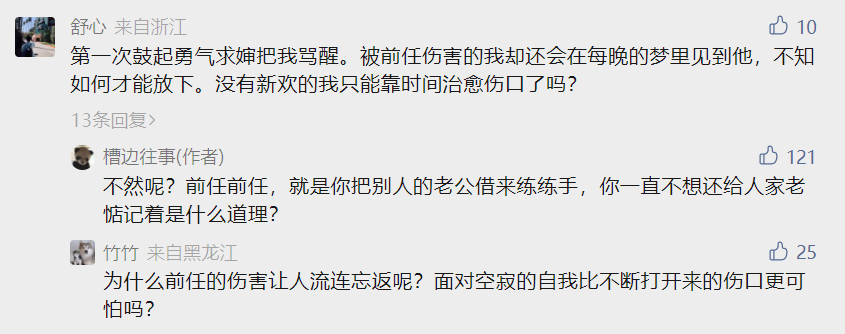 舒心 来自浙江 10
第一次鼓起勇气求婶把我骂醒。被前任伤害的我却还会在每晚的梦里见到他，不知
如何才能放下。没有新欢的我只能靠时间治愈伤口了吗？
13条回复>
槽边往事(作者) 121
不然呢？前任前任，就是你把别人的老公借来练练手，你一直不想还给人家老
惦记着是什么道理？
竹竹 来自黑龙江 25
为什么前任的伤害让人流连忘返呢？面对空寂的自我比不断打开来的伤口更可
怕吗？